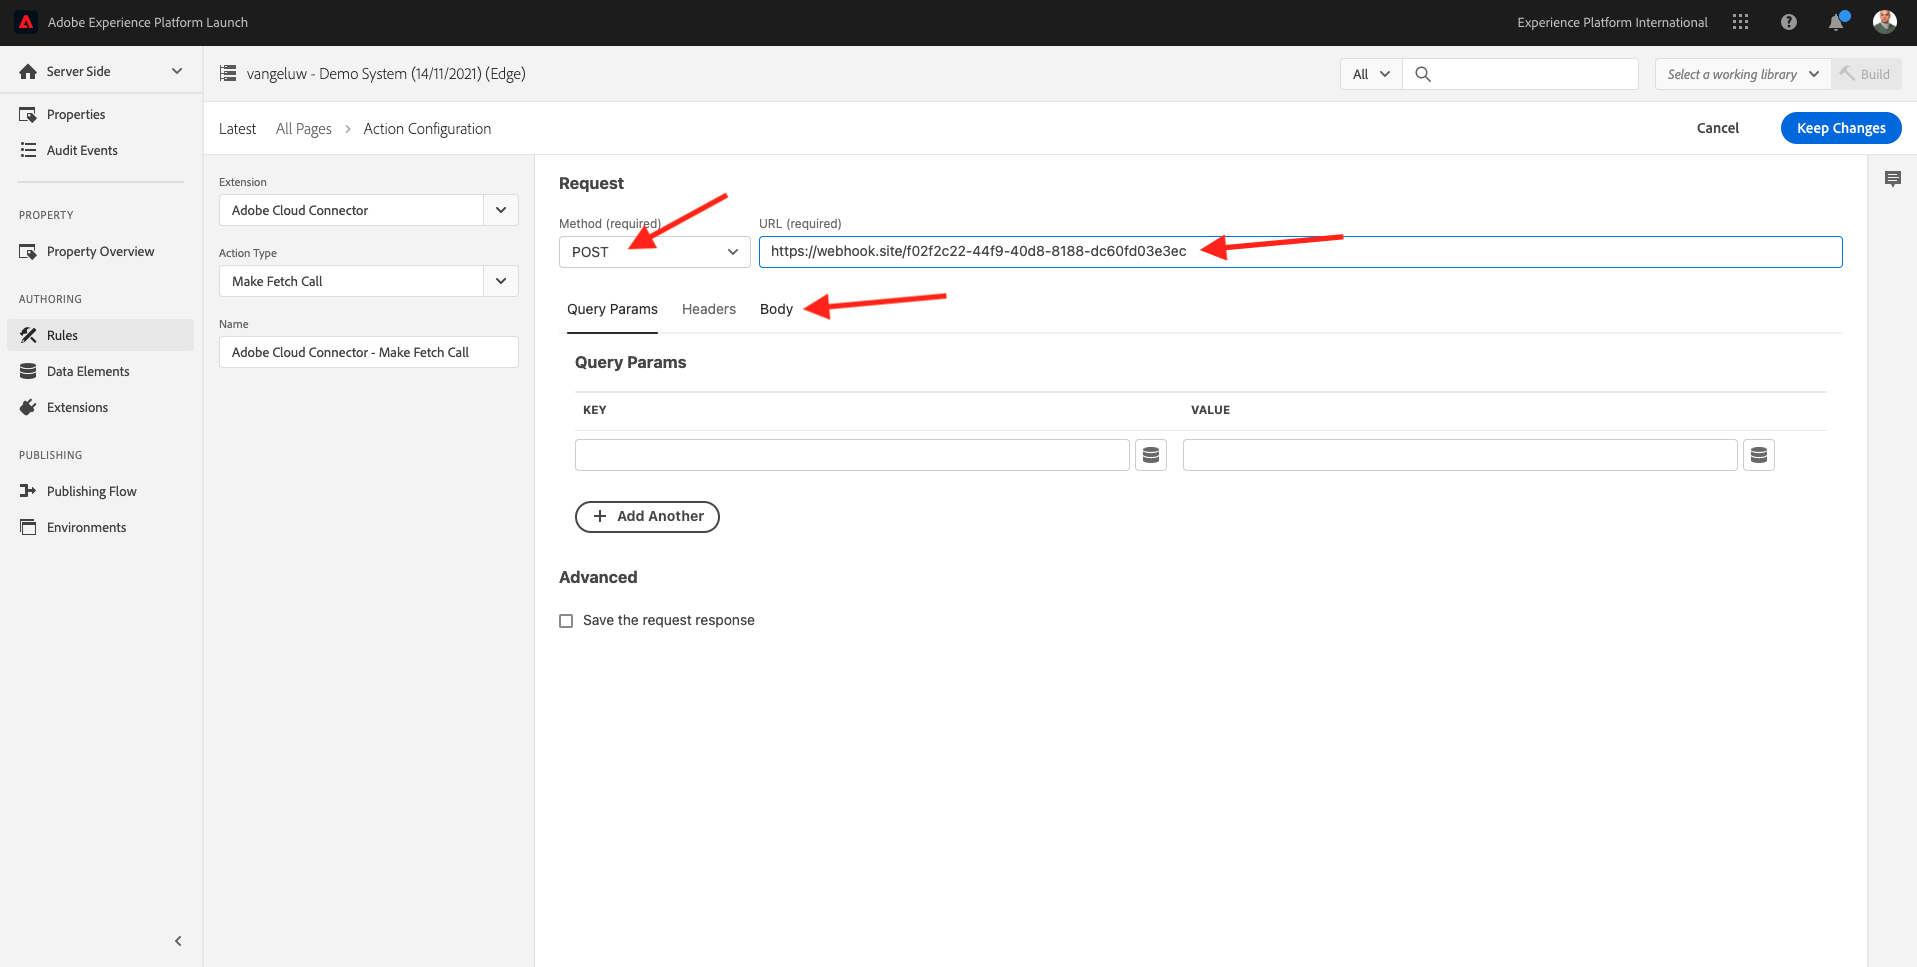 Adobe Experience Platform Launch
Experience Platform International
Server Side
vangeluw - Demo System (14/11/2021) (Edge)
All
Select a working library
Build
Properties
Audit Events
Latest
All Pages
Action Configuration
Cancel
Keep Changes
PROPERTY
Property Overview
AUTHORING
Rules
Data Elements
Extensions
PUBLISHING
Publishing Flow
Environments
Extension
Adobe Cloud Connector
Action Type
Make Fetch Call
Name
Adobe Cloud Connector - Make Fetch Call
Request
Method (required)
URL (required)
POST
https://webhook.site/f02f2c22-44f9-40d8-8188-dc60fd03e3ec
Query Params
Headers
Body
Query Params
KEY
VALUE
Add Another
Advanced
Save the request response